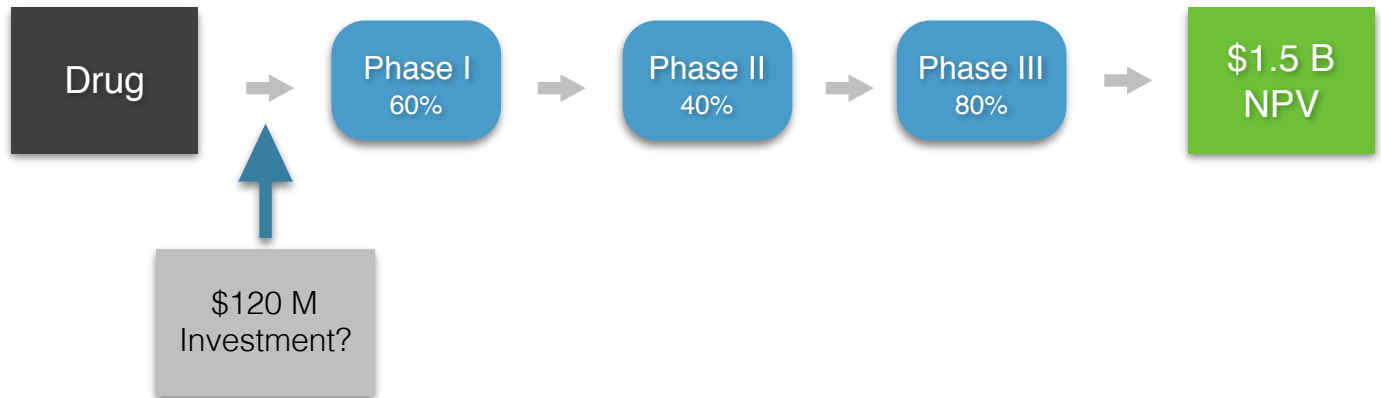 Drug
Phase I
60%
Phase II
40%
Phase III
80%
$1.5 B
NPV
$120 M
Investment?